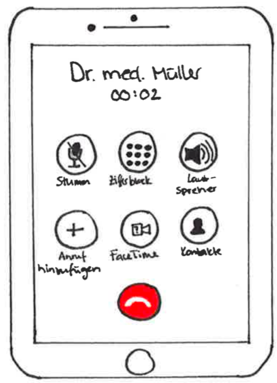 Dr. med. Müller
00:02
Stumm
Ziffernblock
Laut-
sprecher
Anruf
hinzufügen
FaceTime
Kontakte